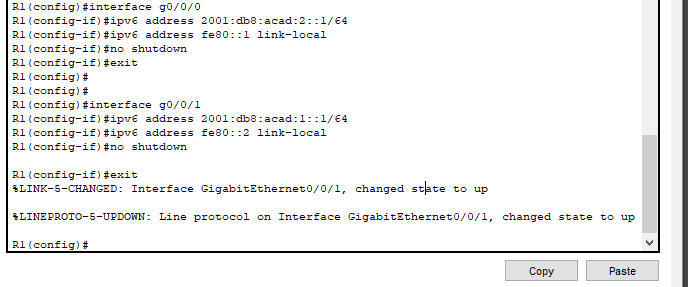 R1(config)#interface g0/0/0
R1(config-if)#ipv6 address 2001:db8:acad:2::1/64
R1(config-if)#ipv6 address fe80::1 link-local
R1(config-if)#no shutdown
R1(config-if)#exit
R1(config)#
R1(config)#
R1(config)#interface g0/0/1
R1(config-if)#ipv6 address 2001:db8:acad:1::1/64
R1(config-if)#ipv6 address fe80::2 link-local
R1(config-if)#no shutdown
R1(config-if)#exit
%LINK-5-CHANGED: Interface GigabitEthernet0/0/1, changed state to up
%LINEPROTO-5-UPDOWN: Line protocol on Interface GigabitEthernet0/0/1, changed state to up
R1(config)#
Copy Paste